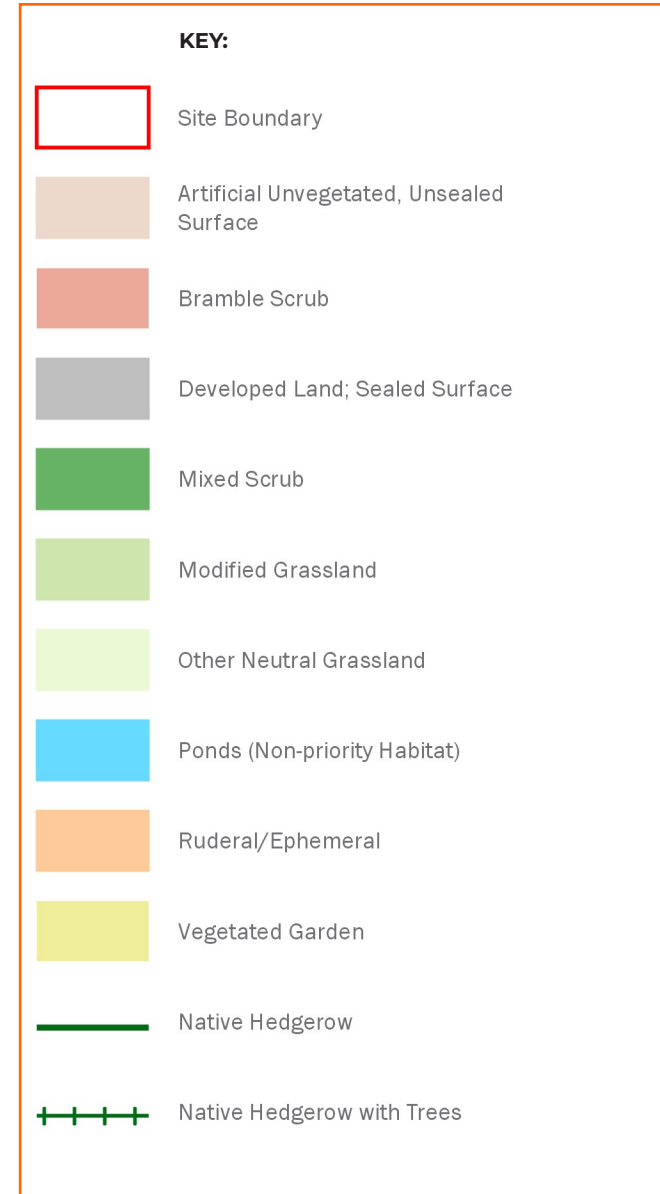 KEY:
Site Boundary
Artificial Unvegetated, Unsealed
Surface
Bramble Scrub
Developed Land; Sealed Surface
Mixed Scrub
Modified Grassland
Other Neutral Grassland
Ponds (Non-priority Habitat)
Ruderal/Ephemeral
Vegetated Garden
Native Hedgerow
Native Hedgerow with Trees